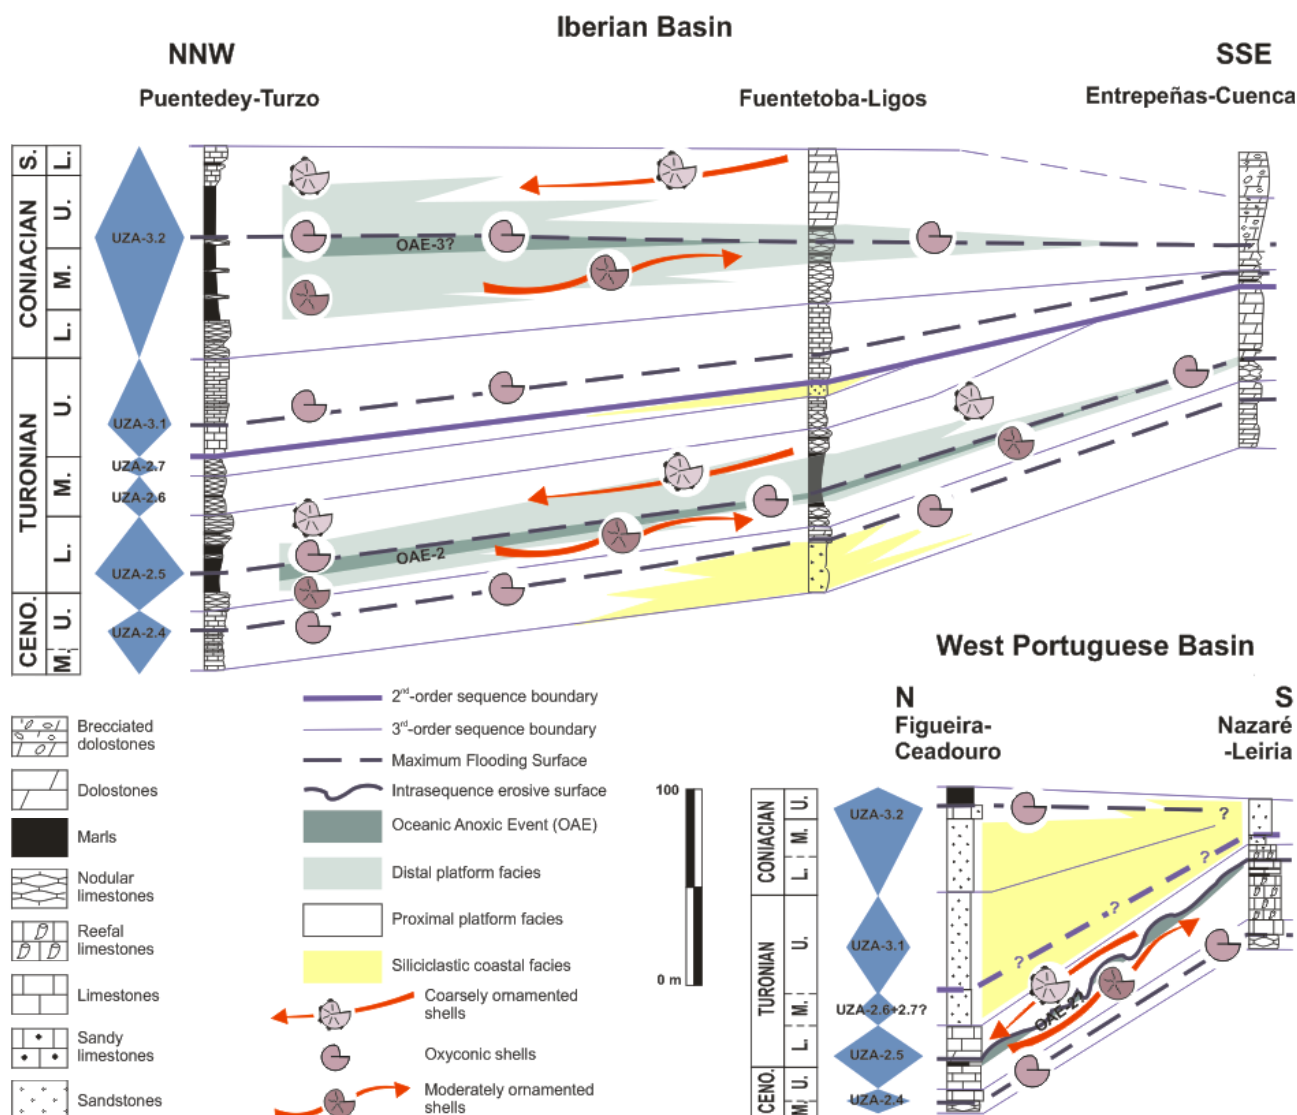 Iberian Basin
NNW
SSE
Puentedey-Turzo
Fuentetoba-Ligos
Entrepeñas-Cuenca
S.
L.
CONIACIAN
U.
M.
L.
TURONIAN
U.
M.
L.
CENO.
U.
M.
UZA-3.2
UZA-3.1
UZA-2.7
UZA-2.6
UZA-2.5
UZA-2.4
OAE-3?
OAE-2
Brecciated
dolostones
Dolostones
Marls
Nodular
limestones
Reefal
limestones
Limestones
Sandy
limestones
Sandstones
2nd-order sequence boundary
3rd-order sequence boundary
Maximum Flooding Surface
Intrasequence erosive surface
Oceanic Anoxic Event (OAE)
Distal platform facies
Proximal platform facies
Siliciclastic coastal facies
Coarsely ornamented
shells
Oxyconic shells
Moderately ornamented
shells
100
0 m
West Portuguese Basin
N
S
Figueira-
Ceadouro
Nazaré
-Leiria
CONIACIAN
U.
M.
L.
TURONIAN
U.
M.
L.
CENO.
U.
M.
UZA-3.2
UZA-3.1
UZA-2.6+2.7?
UZA-2.5
UZA-2.4
?
?
?
?
OAE-2?